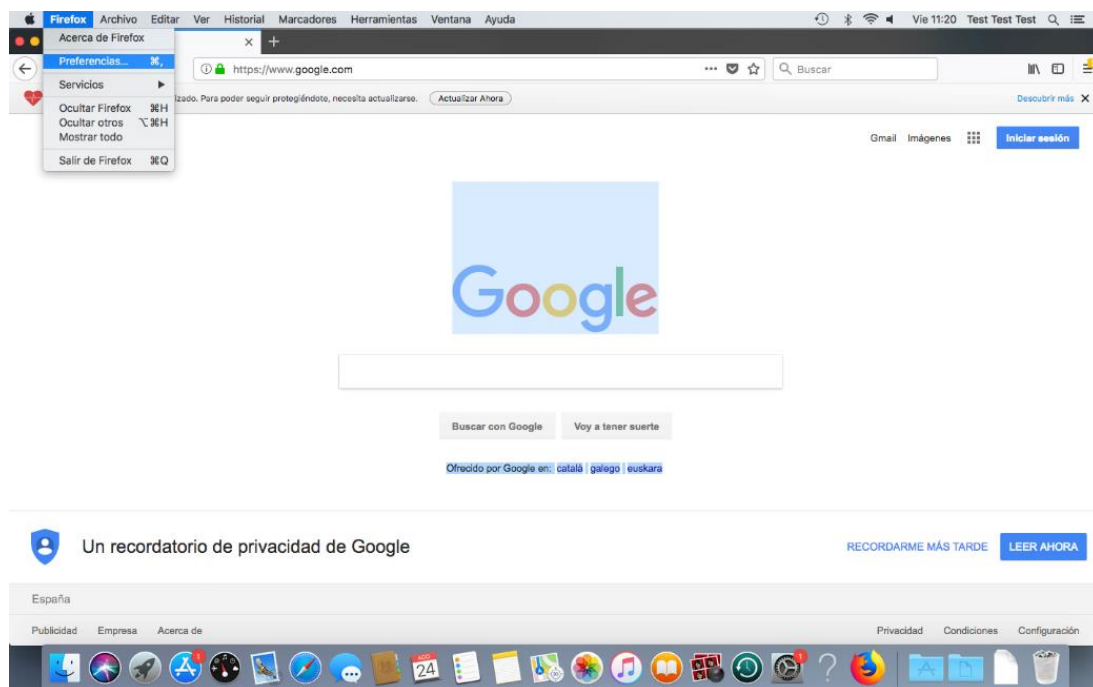 Firefox Archivo Editar Ver Historial Marcadores Herramientas Ventana Ayuda Vie 11:20 Test Test Test
Acerca de Firefox
Preferencias... ⌘,
Servicios
Ocultar Firefox ⌘H
Ocultar otros ⌥⌘H
Mostrar todo
Salir de Firefox ⌘Q
https://www.google.com
Buscar
izado. Para poder seguir protegiéndote, necesita actualizarse. Actualizar Ahora Descubrir más
Gmail Imágenes Iniciar sesión
Google
Buscar con Google Voy a tener suerte
Ofrecido por Google en: català galego euskara
Un recordatorio de privacidad de Google RECORDARME MÁS TARDE LEER AHORA
España
Publicidad Empresa Acerca de Privacidad Condiciones Configuración
AGO
24